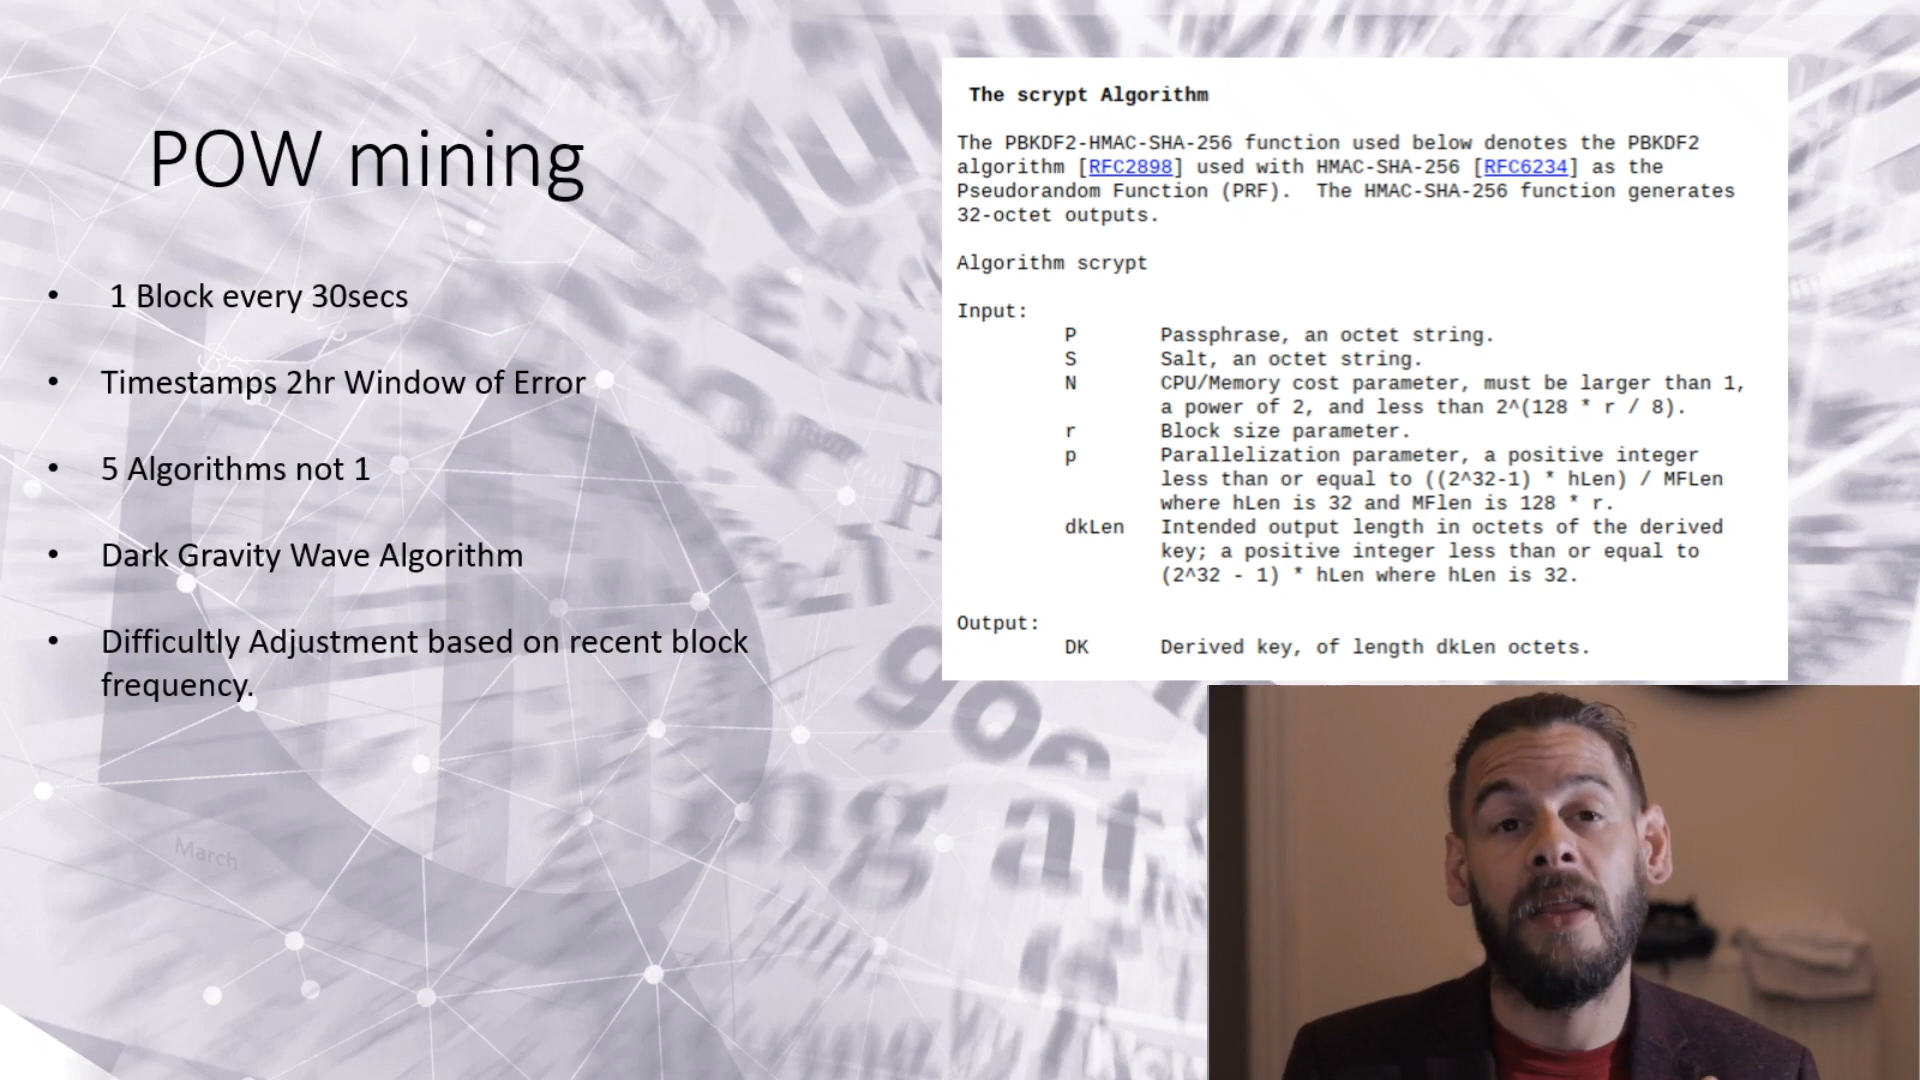 POW mining
• 1 Block every 30secs
• Timestamps 2hr Window of Error
• 5 Algorithms not 1
• Dark Gravity Wave Algorithm
• Difficultly Adjustment based on recent block
frequency.
March
The scrypt Algorithm
The PBKDF2-HMAC-SHA-256 function used below denotes the PBKDF2
algorithm [RFC2898] used with HMAC-SHA-256 [RFC6234] as the
Pseudorandom Function (PRF). The HMAC-SHA-256 function generates
32-octet outputs.
Algorithm scrypt
Input:
P Passphrase, an octet string.
S Salt, an octet string.
N CPU/Memory cost parameter, must be larger than 1,
a power of 2, and less than 2^(128 * r / 8).
r Block size parameter.
p Parallelization parameter, a positive integer
less than or equal to ((2^32-1) * hLen) / MFLen
where hLen is 32 and MFlen is 128 * r.
dkLen Intended output length in octets of the derived
key; a positive integer less than or equal to
(2^32 - 1) * hLen where hLen is 32.
Output:
DK Derived key, of length dkLen octets.
goo
ng at